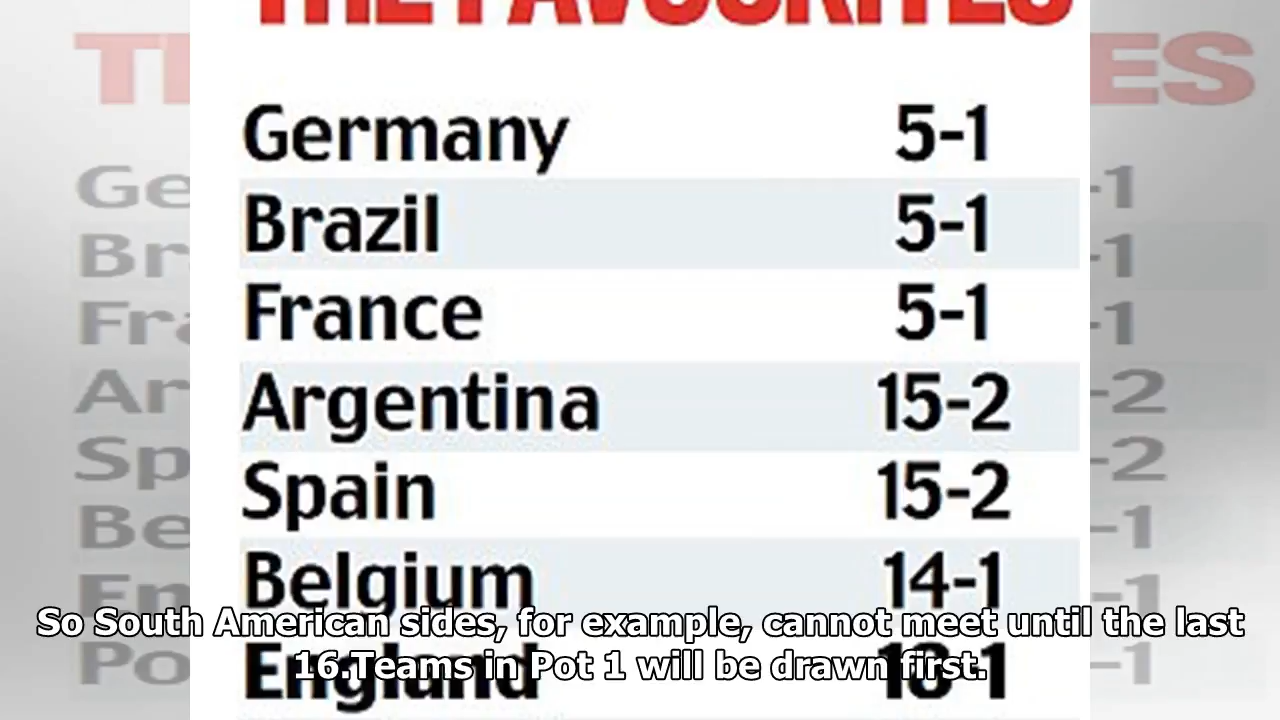 THE FAVOURITES
Germany 5-1
Brazil 5-1
France 5-1
Argentina 15-2
Spain 15-2
Belgium 14-1
England 18-1
So South American sides, for example, cannot meet until the last
16.Teams in Pot 1 will be drawn first.